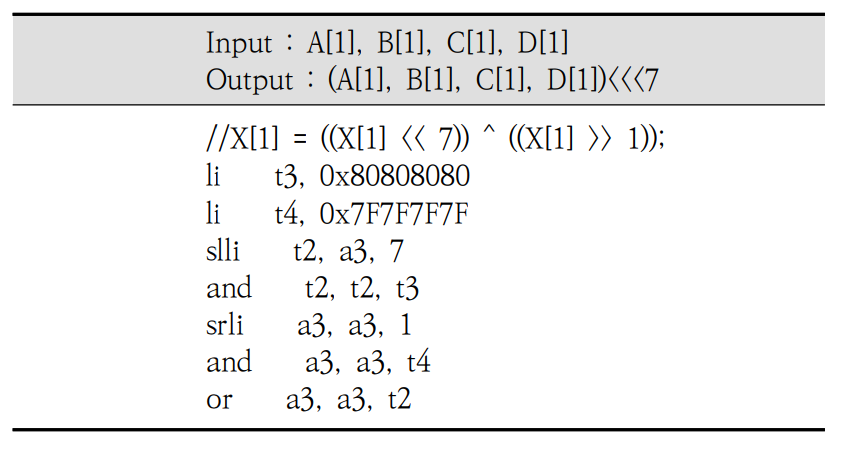 Input : A[1], B[1], C[1], D[1]
Output : (A[1], B[1], C[1], D[1])<<<7
//X[1] = ((X[1] << 7)) ^ ((X[1] >> 1));
li t3, 0x80808080
li t4, 0x7F7F7F7F
slli t2, a3, 7
and t2, t2, t3
srli a3, a3, 1
and a3, a3, t4
or a3, a3, t2